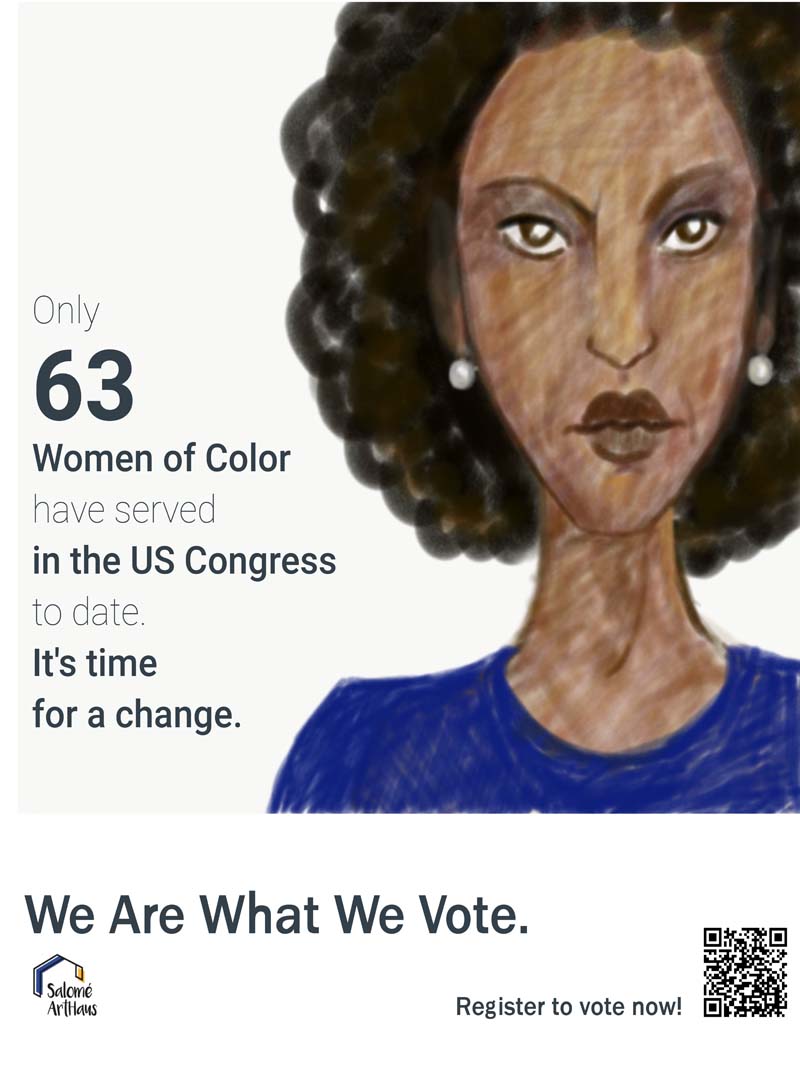 Only
63
Women of Color
have served
in the US Congress
to date.
It's time
for a change.
We Are What We Vote.
Salomé
ArtHaus
Register to vote now!